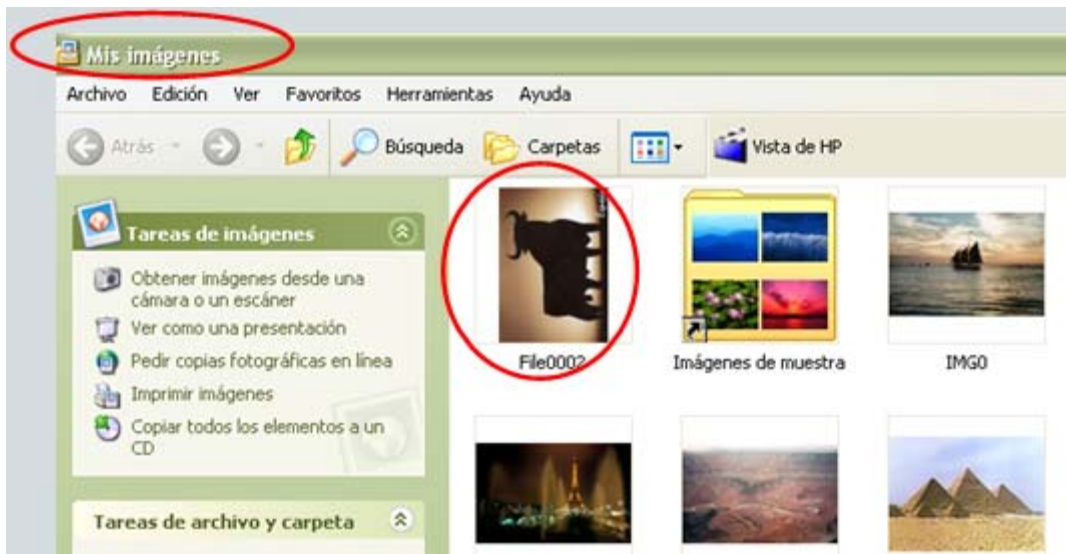 Mis imágenes
Archivo Edición Ver Favoritos Herramientas Ayuda
Atrás Búsqueda Carpetas Vista de HP
Tareas de imágenes
Obtener imágenes desde una
cámara o un escáner
Ver como una presentación
Pedir copias fotográficas en línea
Imprimir imágenes
Copiar todos los elementos a un
CD
Tareas de archivo y carpeta
File0002
Imágenes de muestra
IMG0